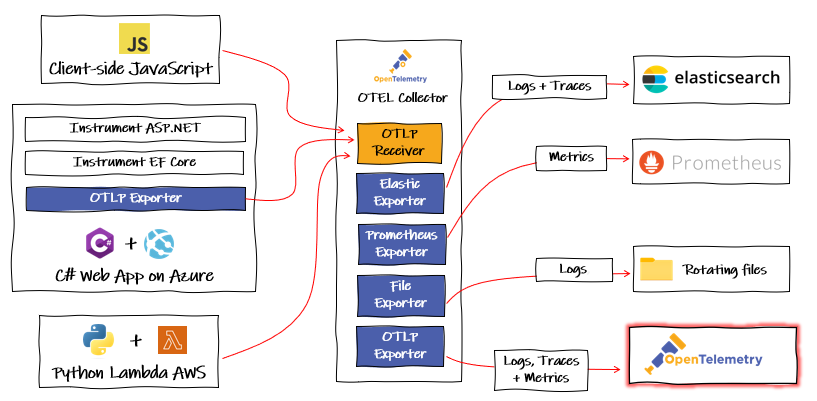 JS
Client-side JavaScript
Instrument ASP.NET
Instrument EF Core
OTLP Exporter
C#
+
C# Web App on Azure
+
Python Lambda AWS
OpenTelemetry
OTEL Collector
OTLP
Receiver
Elastic
Exporter
Prometheus
Exporter
File
Exporter
OTLP
Exporter
Logs + Traces
Metrics
Logs
Logs, Traces
+ Metrics
elasticsearch
Prometheus
Rotating files
OpenTelemetry